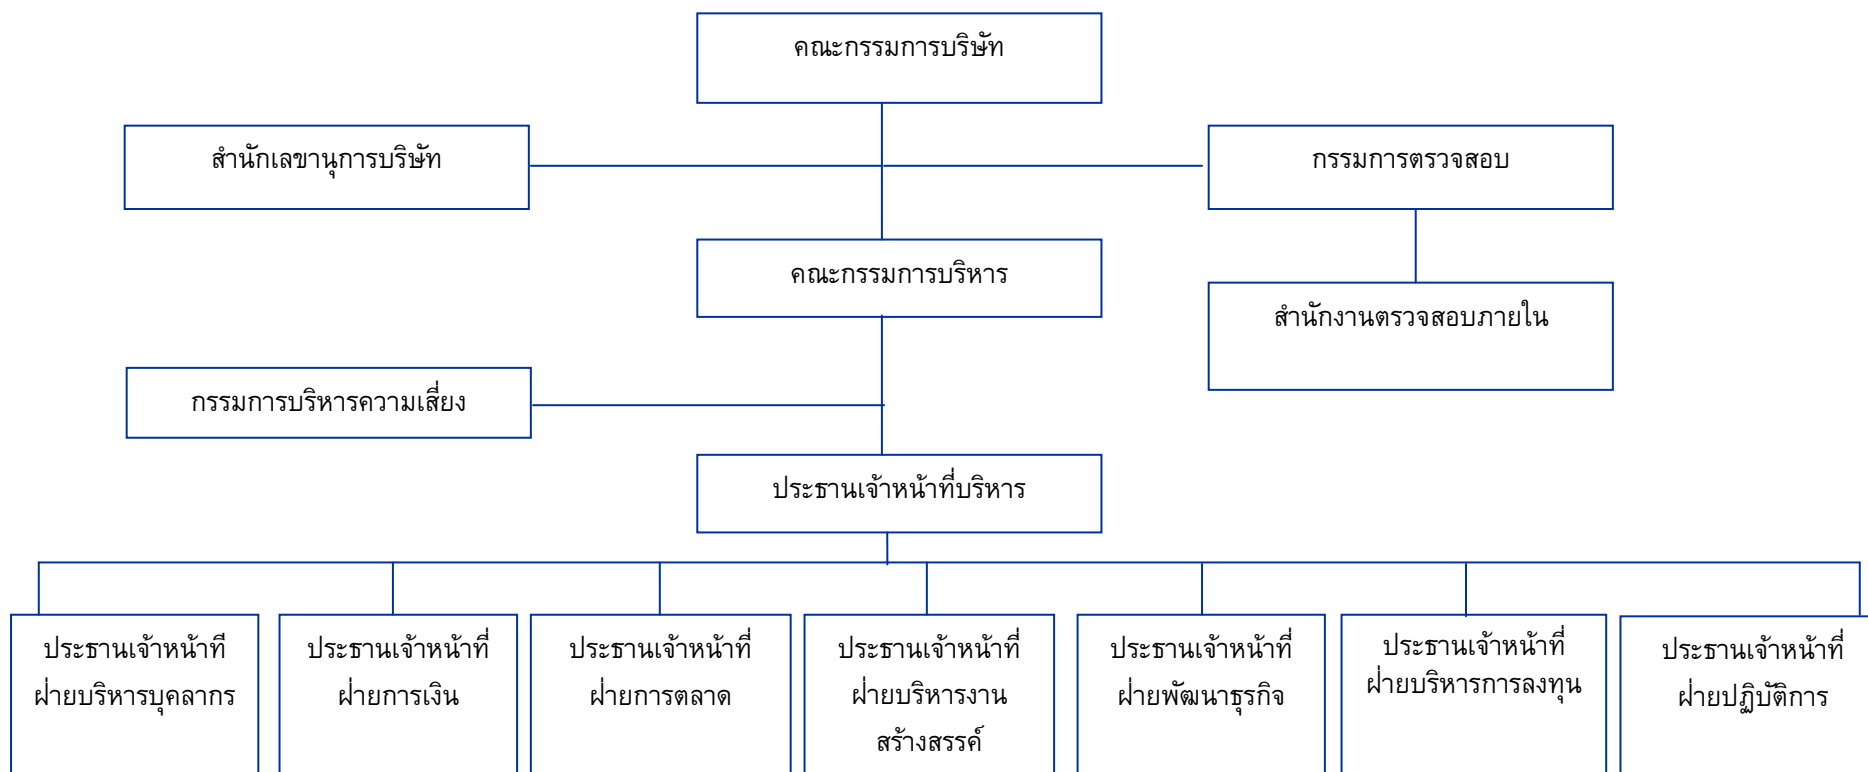 คณะกรรมการบริษัท
สำนักเลขานุการบริษัท
กรรมการตรวจสอบ
คณะกรรมการบริหาร
สำนักงานตรวจสอบภายใน
กรรมการบริหารความเสี่ยง
ประธานเจ้าหน้าที่บริหาร
ประธานเจ้าหน้าที
ฝ่ายบริหารบุคลากร
ประธานเจ้าหน้าที่
ฝ่ายการเงิน
ประธานเจ้าหน้าที่
ฝ่ายการตลาด
ประธานเจ้าหน้าที่
ฝ่ายบริหารงาน
สร้างสรรค์
ประธานเจ้าหน้าที่
ฝ่ายพัฒนาธุรกิจ
ประธานเจ้าหน้าที่
ฝ่ายบริหารการลงทุน
ประธานเจ้าหน้าที่
ฝ่ายปฏิบัติการ